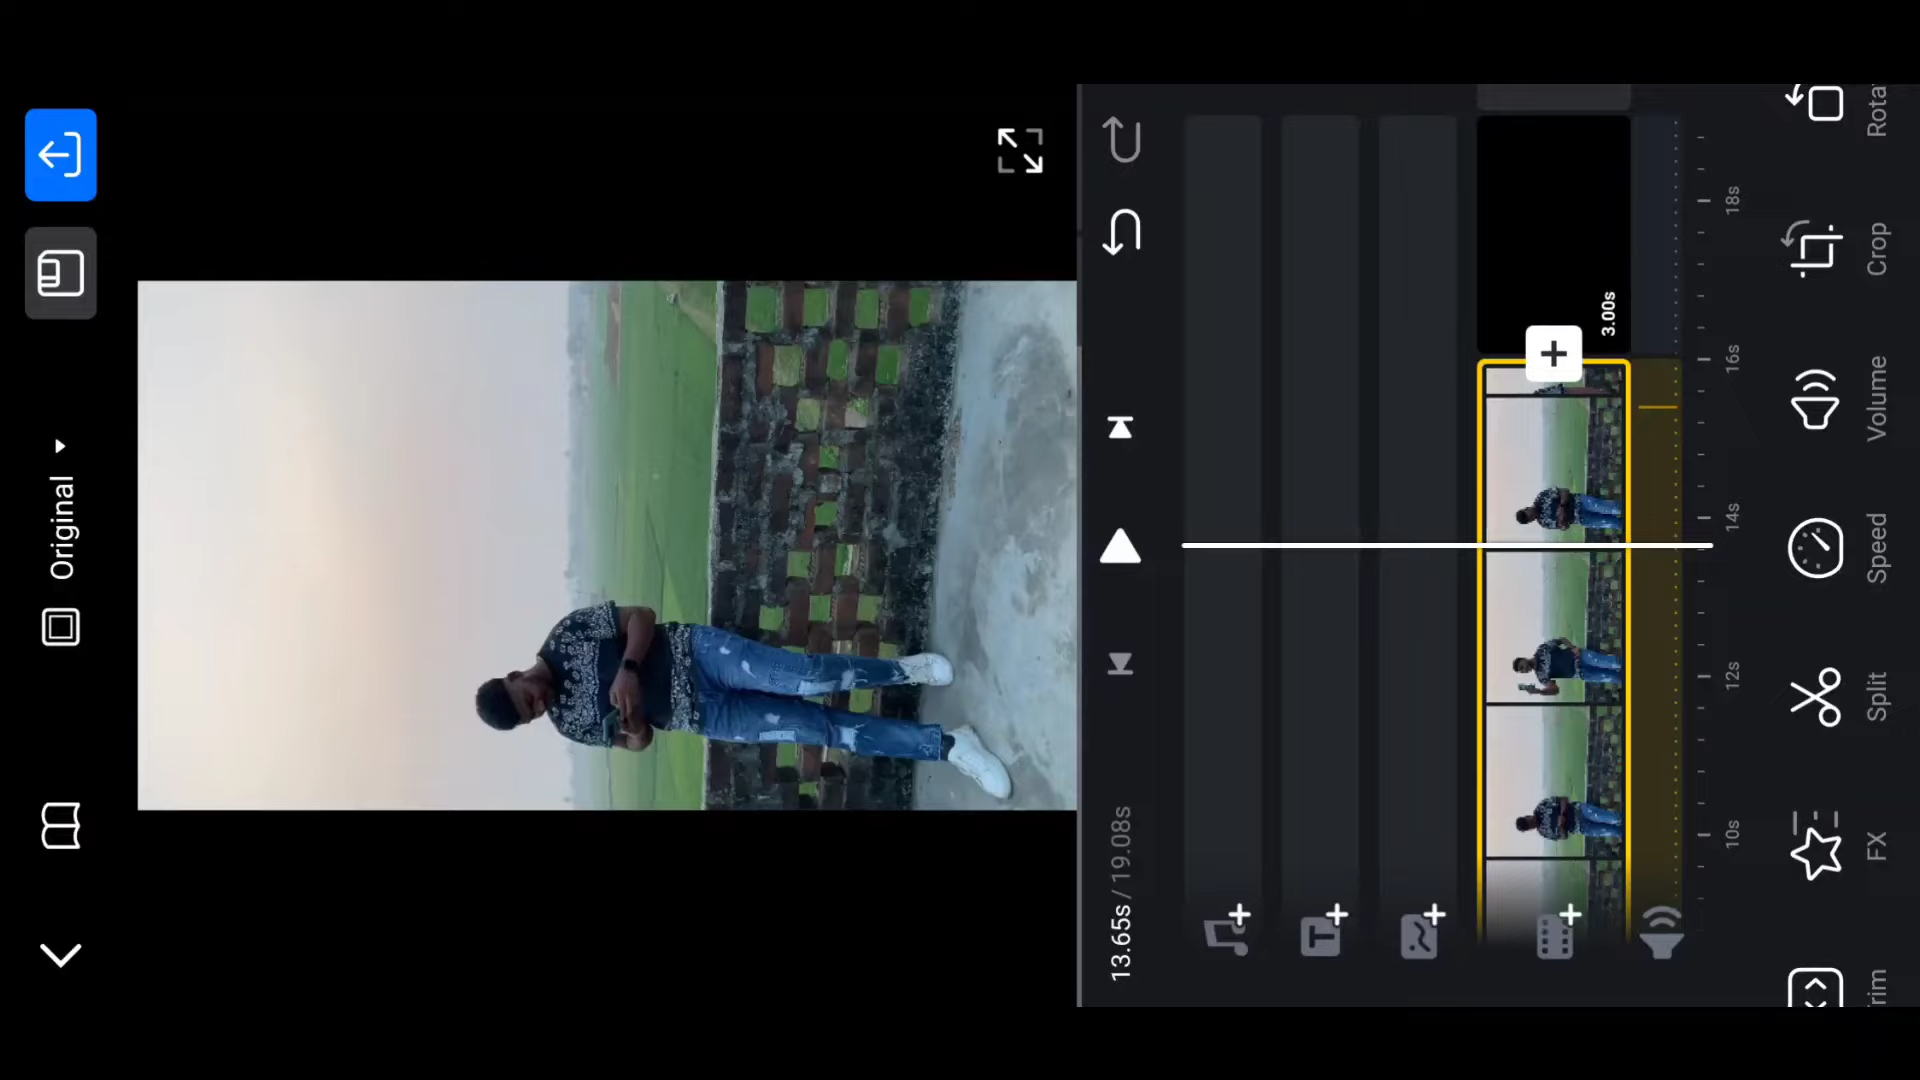 Original
13.65s / 19.08s
3.00s
10s
12s
14s
16s
18s
rim
FX
Split
Speed
Volume
Crop
Rota